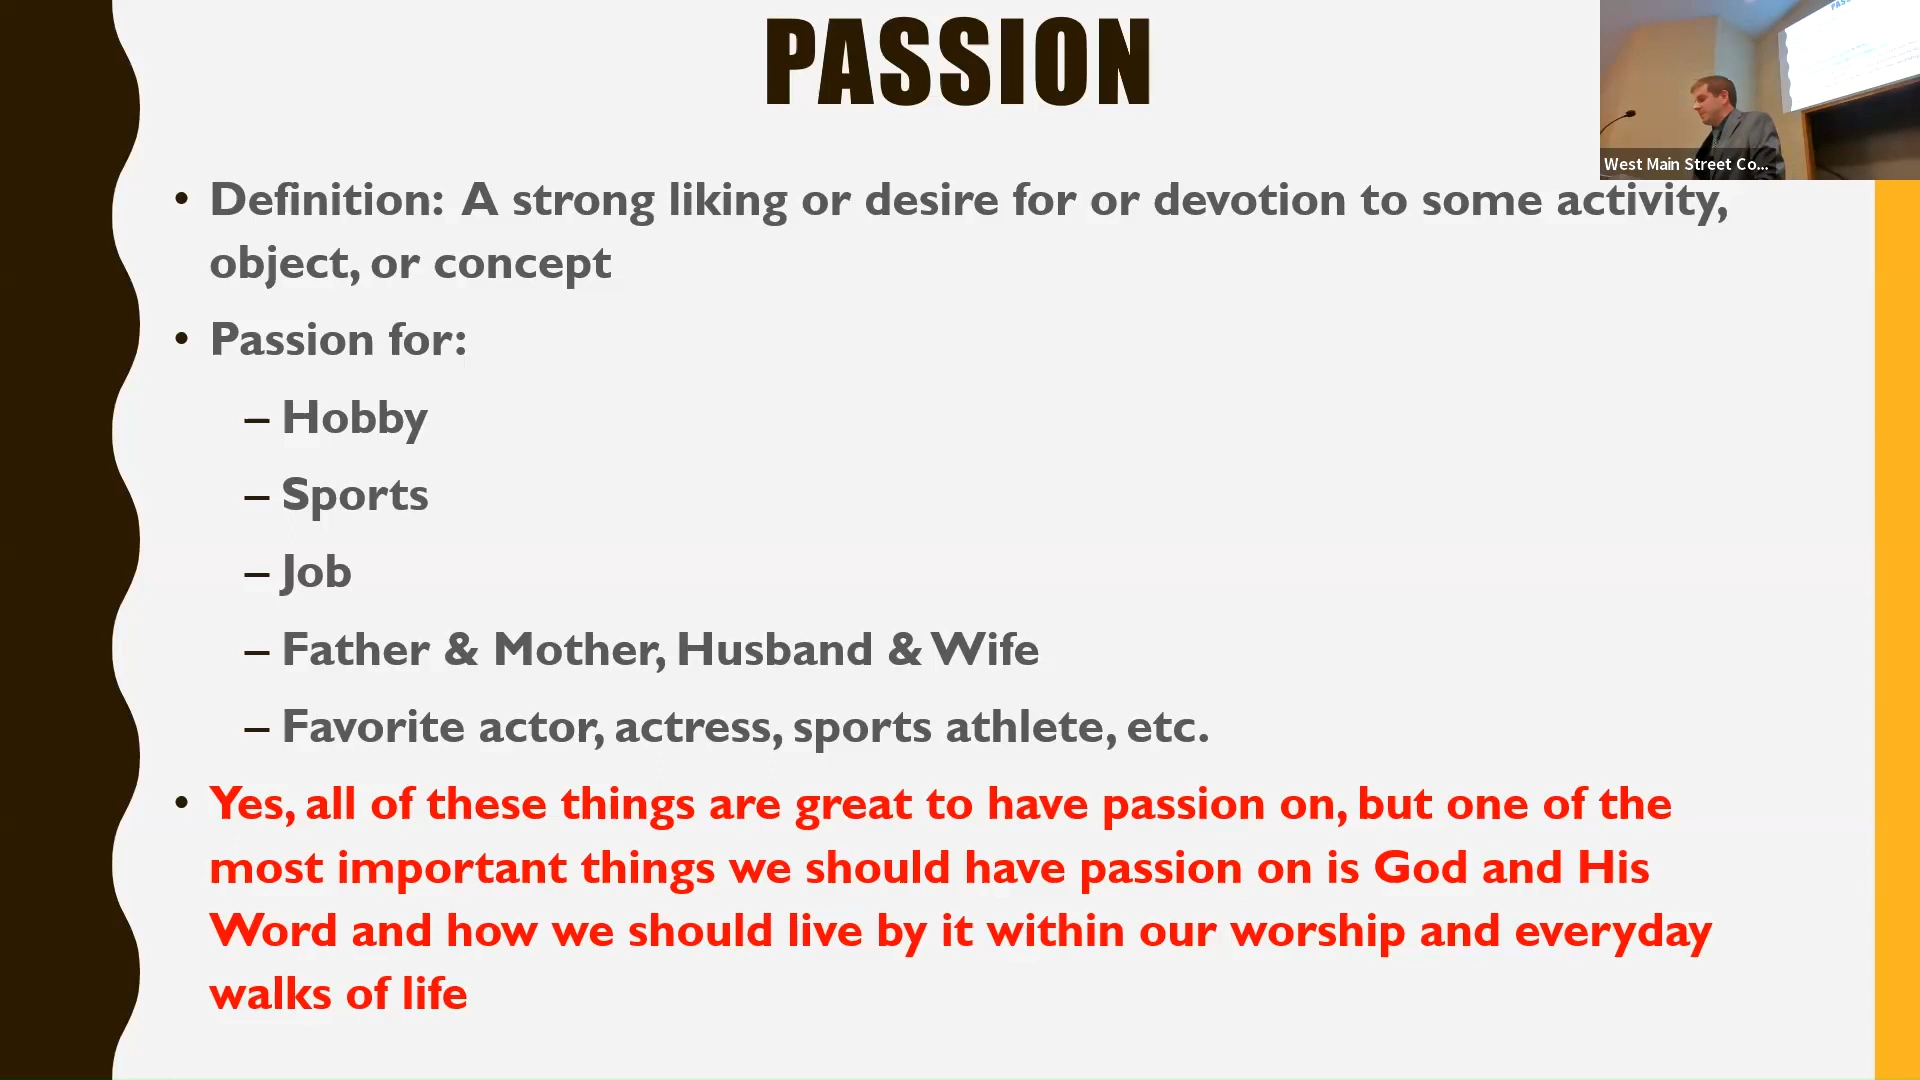 PASSION
West Main Street Co...
• Definition: A strong liking or desire for or devotion to some activity,
object, or concept
• Passion for:
– Hobby
– Sports
– Job
– Father & Mother, Husband & Wife
– Favorite actor, actress, sports athlete, etc.
• Yes, all of these things are great to have passion on, but one of the
most important things we should have passion on is God and His
Word and how we should live by it within our worship and everyday
walks of life